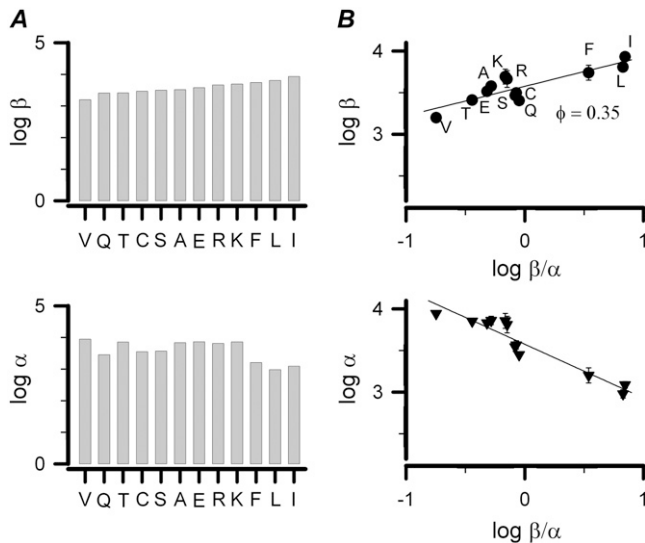 A
log β
5
0
V Q T C S A E R K F L I
log α
5
0
V Q T C S A E R K F L I
B
log β
4
3
V T E A K R S C Q F L I
ϕ = 0.35
-1 0 1
log β/α
log α
4
3
-1 0 1
log β/α